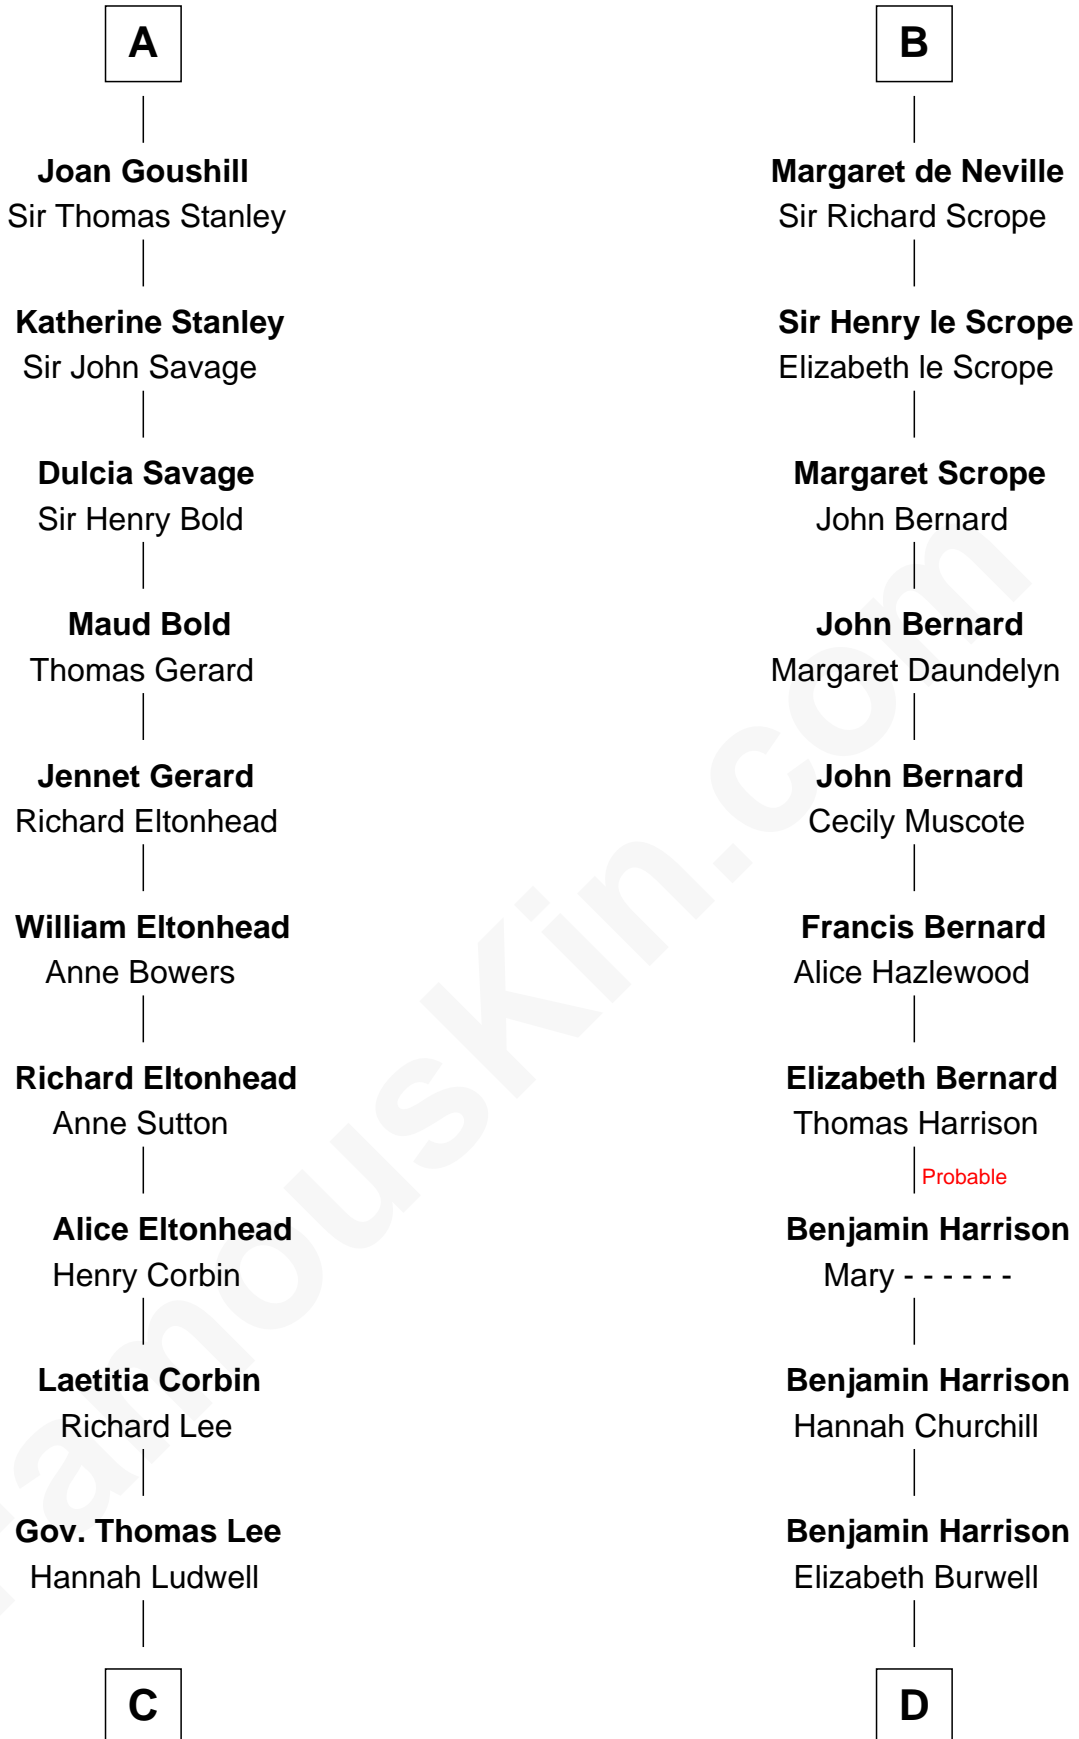 A
Joan Goushill
Sir Thomas Stanley
Katherine Stanley
Sir John Savage
Dulcia Savage
Sir Henry Bold
Maud Bold
Thomas Gerard
Jennet Gerard
Richard Eltonhead
William Eltonhead
Anne Bowers
Richard Eltonhead
Anne Sutton
Alice Eltonhead
Henry Corbin
Laetitia Corbin
Richard Lee
Gov. Thomas Lee
Hannah Ludwell
C
B
Margaret de Neville
Sir Richard Scrope
Sir Henry le Scrope
Elizabeth le Scrope
Margaret Scrope
John Bernard
John Bernard
Margaret Daundelyn
John Bernard
Cecily Muscote
Francis Bernard
Alice Hazlewood
Elizabeth Bernard
Thomas Harrison
Probable
Benjamin Harrison
Mary - - - - - -
Benjamin Harrison
Hannah Churchill
Benjamin Harrison
Elizabeth Burwell
D
FamousKin.com